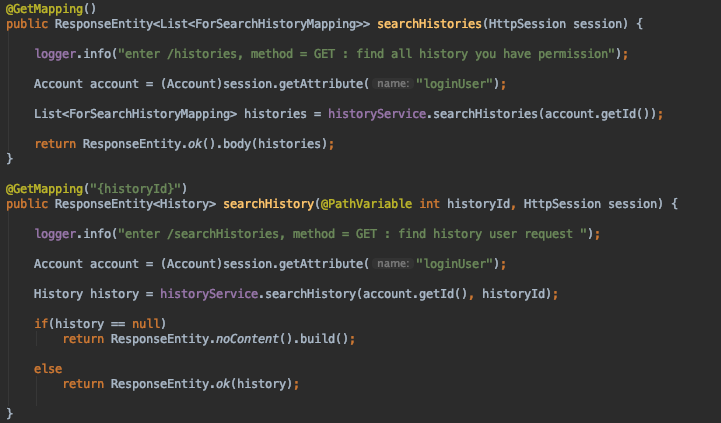 @GetMapping()
public ResponseEntity<List<ForSearchHistoryMapping>> searchHistories(HttpSession session) {
logger.info("enter /histories, method = GET : find all history you have permission");
Account account = (Account)session.getAttribute( name: "loginUser");
List<ForSearchHistoryMapping> histories = historyService.searchHistories(account.getId());
return ResponseEntity.ok().body(histories);
}
@GetMapping("{historyId}")
public ResponseEntity<History> searchHistory(@PathVariable int historyId, HttpSession session) {
logger.info("enter /searchHistories, method = GET : find history user request ");
Account account = (Account)session.getAttribute( name: "loginUser");
History history = historyService.searchHistory(account.getId(), historyId);
if(history == null)
return ResponseEntity.noContent().build();
else
return ResponseEntity.ok(history);
}